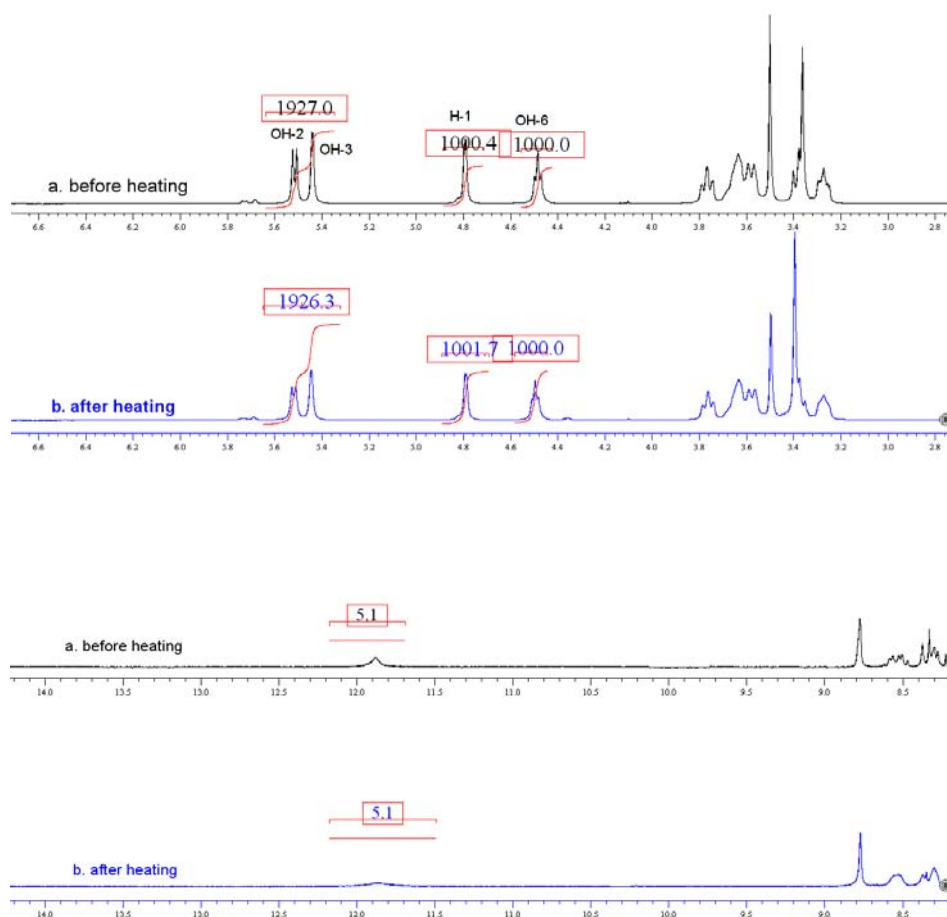 1927.0
OH-2
OH-3
H-1
1000.4
OH-6
1000.0
a. before heating
6.6 6.4 6.2 6.0 5.8 5.6 5.4 5.2 5.0 4.8 4.6 4.4 4.2 4.0 3.8 3.6 3.4 3.2 3.0 2.8
1926.3
1001.7
1000.0
b. after heating
6.6 6.4 6.2 6.0 5.8 5.6 5.4 5.2 5.0 4.8 4.6 4.4 4.2 4.0 3.8 3.6 3.4 3.2 3.0 2.8
5.1
a. before heating
14.0 13.5 13.0 12.5 12.0 11.5 11.0 10.5 10.0 9.5 9.0 8.5
5.1
b. after heating
14.0 13.5 13.0 12.5 12.0 11.5 11.0 10.5 10.0 9.5 9.0 8.5